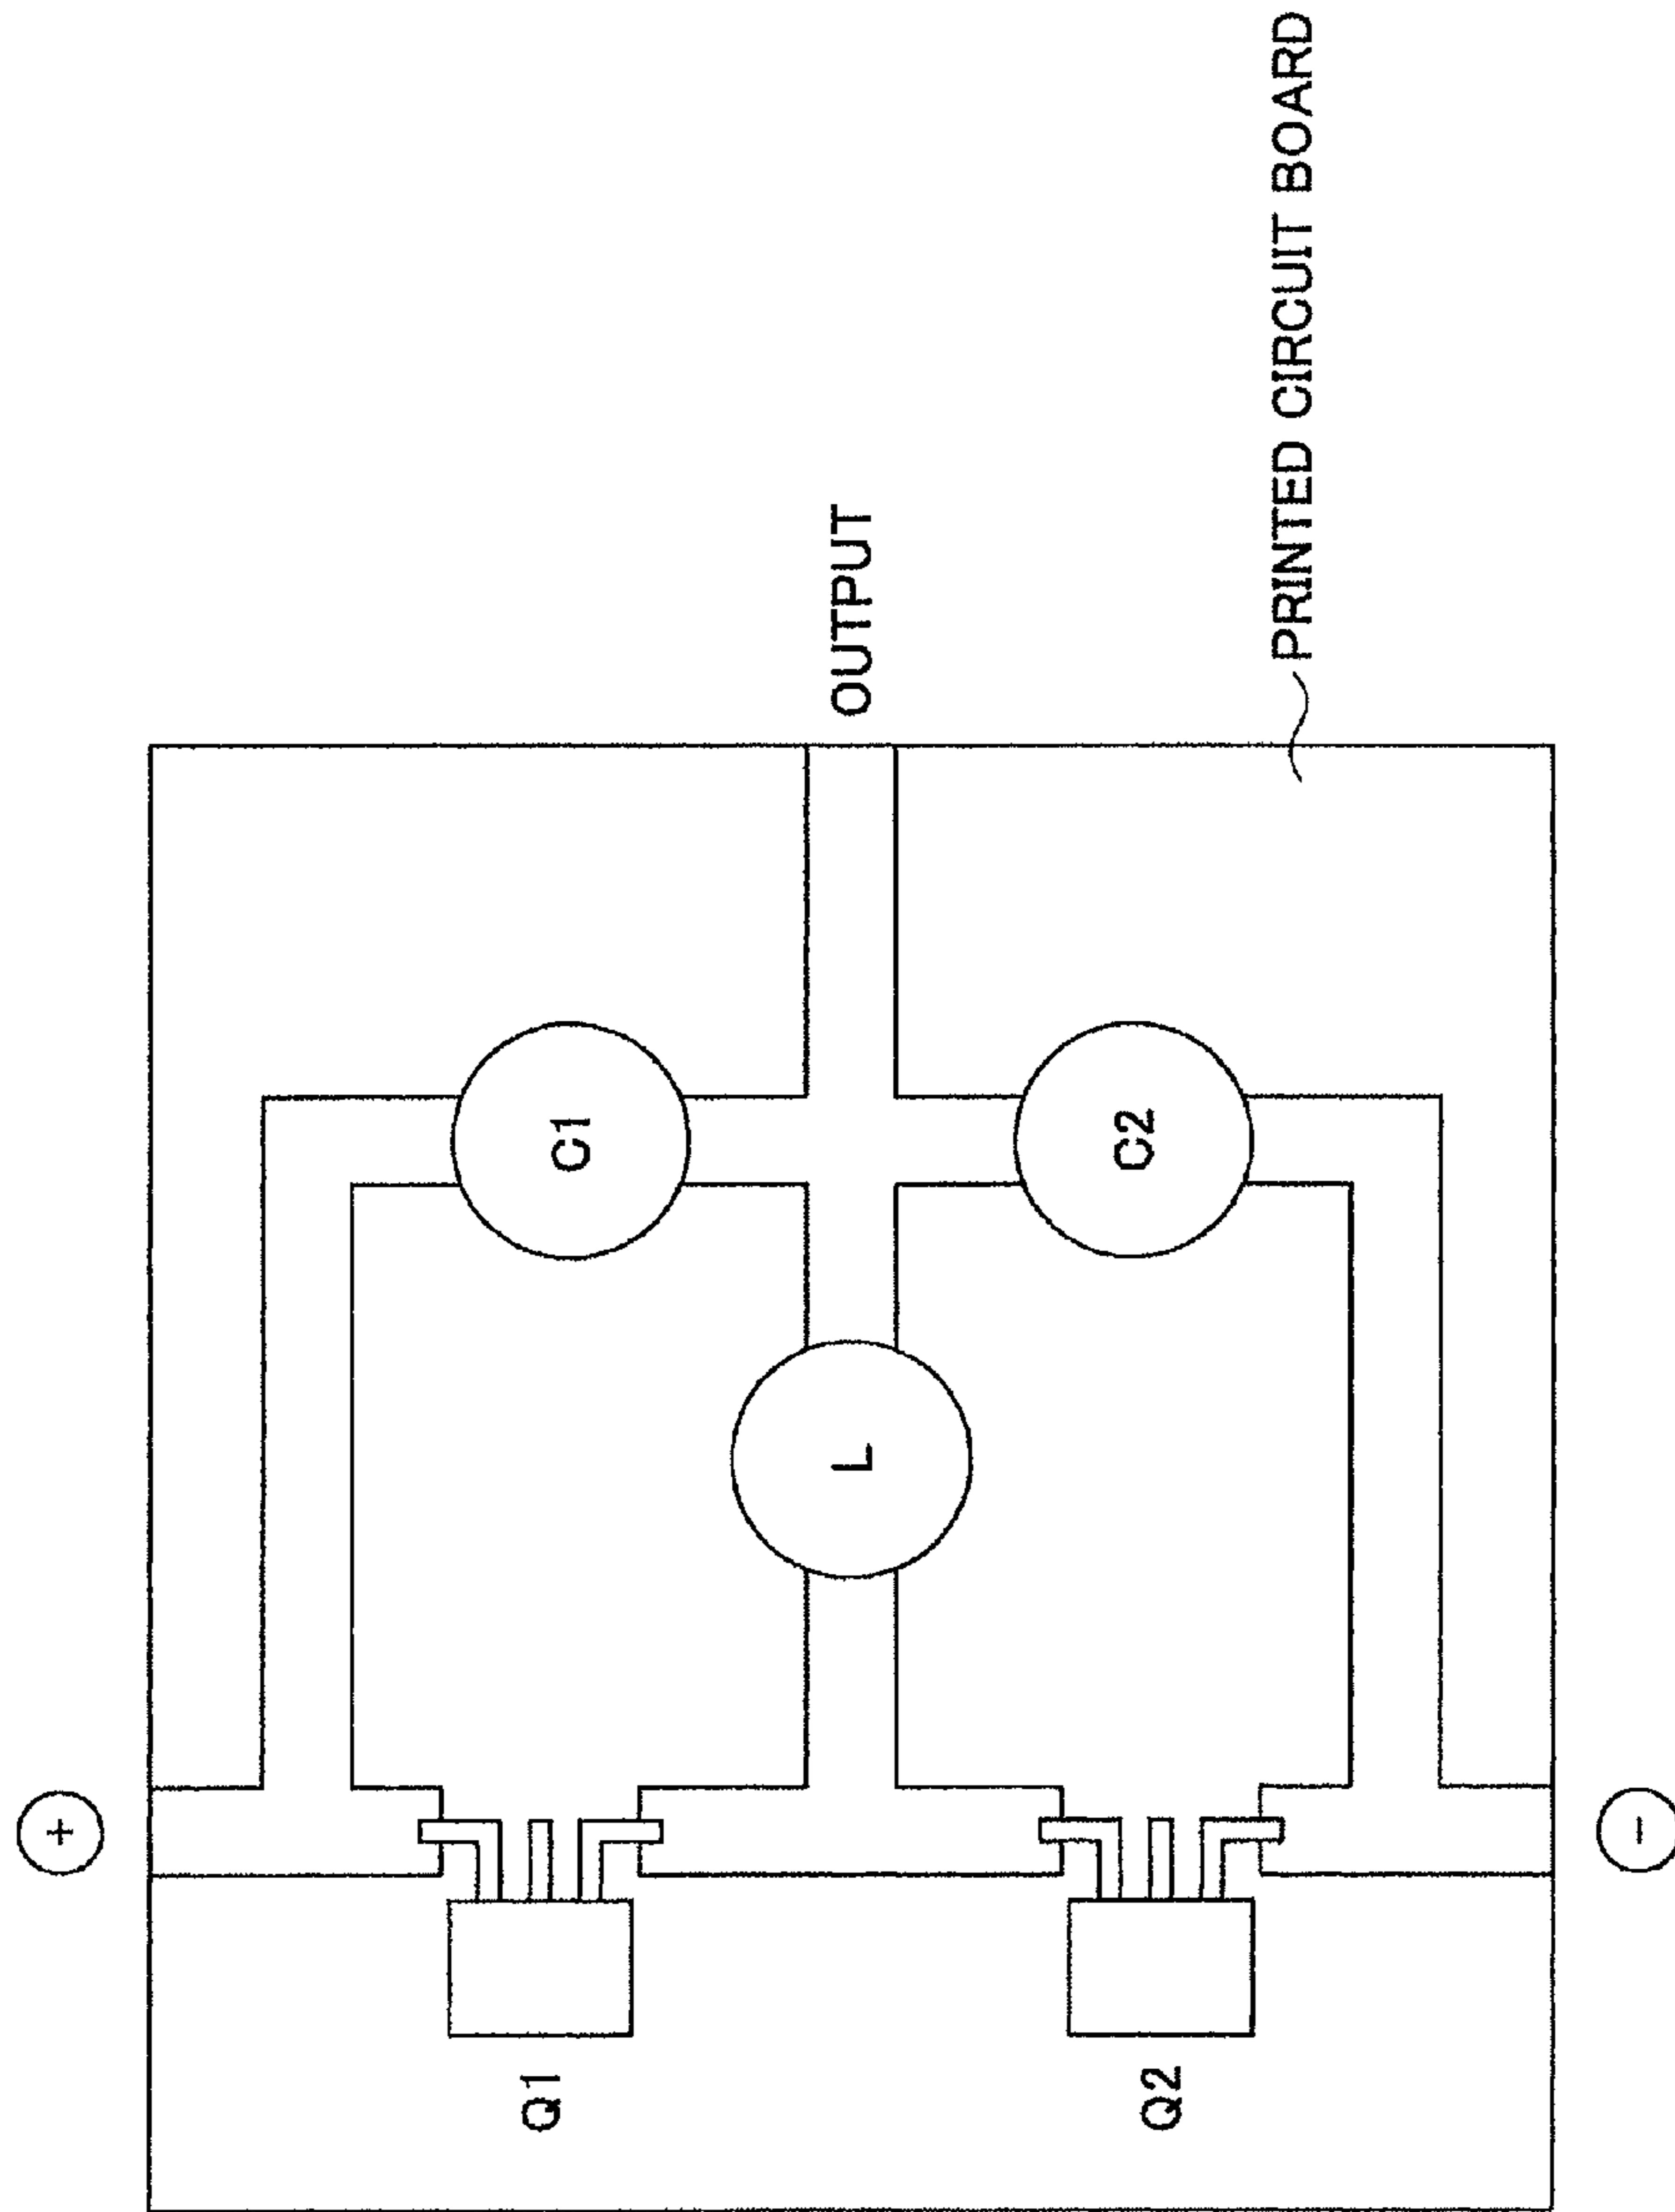 +
Q1
C1
L
OUTPUT
Q2
C2
PRINTED CIRCUIT BOARD
−